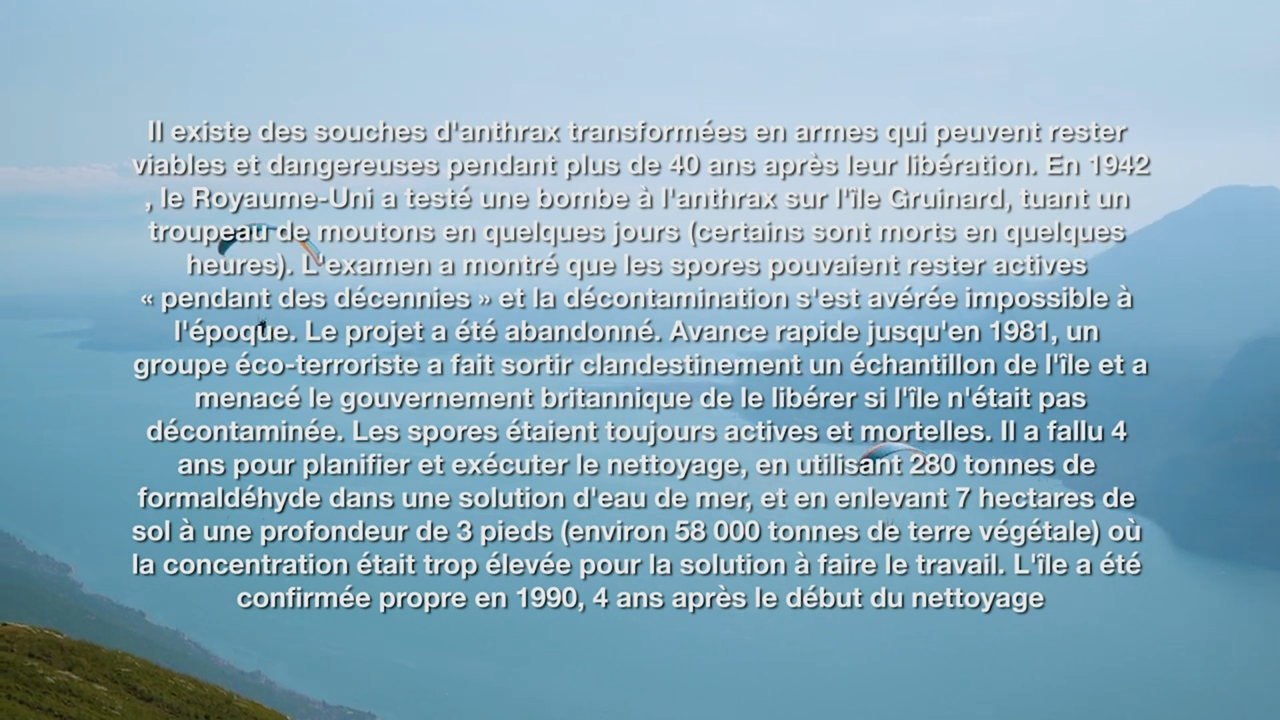 Il existe des souches d'anthrax transformées en armes qui peuvent rester
viables et dangereuses pendant plus de 40 ans après leur libération. En 1942
, le Royaume-Uni a testé une bombe à l'anthrax sur l'île Gruinard, tuant un
troupeau de moutons en quelques jours (certains sont morts en quelques
heures). L'examen a montré que les spores pouvaient rester actives
« pendant des décennies » et la décontamination s'est avérée impossible à
l'époque. Le projet a été abandonné. Avance rapide jusqu'en 1981, un
groupe éco-terroriste a fait sortir clandestinement un échantillon de l'île et a
menacé le gouvernement britannique de le libérer si l'île n'était pas
décontaminée. Les spores étaient toujours actives et mortelles. Il a fallu 4
ans pour planifier et exécuter le nettoyage, en utilisant 280 tonnes de
formaldéhyde dans une solution d'eau de mer, et en enlevant 7 hectares de
sol à une profondeur de 3 pieds (environ 58 000 tonnes de terre végétale) où
la concentration était trop élevée pour la solution à faire le travail. L'île a été
confirmée propre en 1990, 4 ans après le début du nettoyage